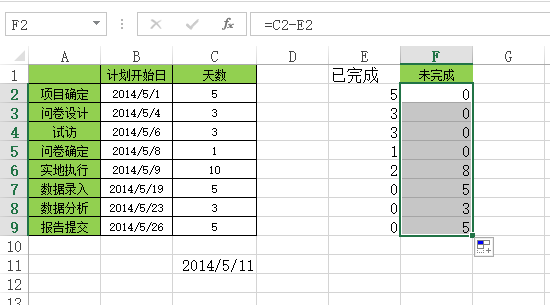 F2 fx =C2-E2
A B C D E F G
1 计划开始日 天数 已完成 未完成
2 项目确定 2014/5/1 5 5 0
3 问卷设计 2014/5/4 3 3 0
4 试访 2014/5/6 3 3 0
5 问卷确定 2014/5/8 1 1 0
6 实地执行 2014/5/9 10 2 8
7 数据录入 2014/5/19 5 0 5
8 数据分析 2014/5/23 3 0 3
9 报告提交 2014/5/26 5 0 5
10
11 2014/5/11
12